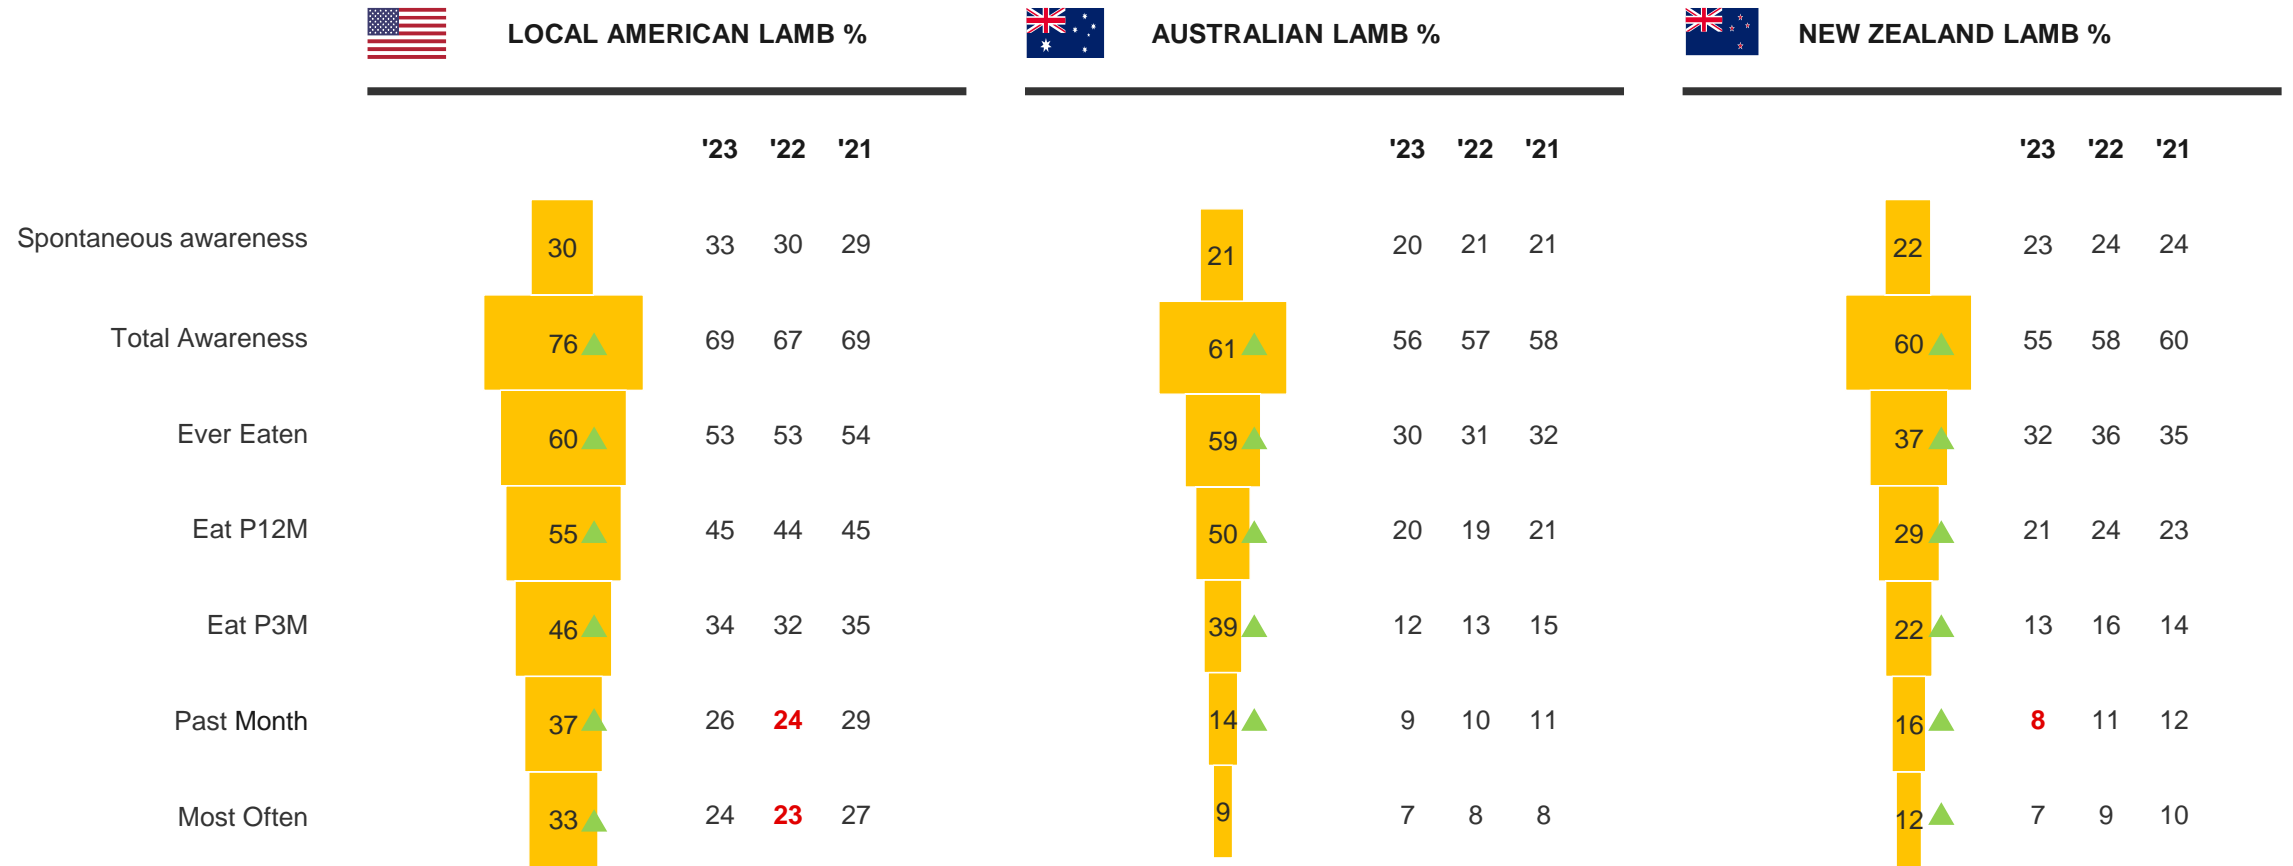 LOCAL AMERICAN LAMB % AUSTRALIAN LAMB % NEW ZEALAND LAMB %
'23 '22 '21 '23 '22 '21 '23 '22 '21
Spontaneous awareness 30 33 30 29 21 20 21 21 22 23 24 24
Total Awareness 76 69 67 69 61 56 57 58 60 55 58 60
Ever Eaten 60 53 53 54 59 30 31 32 37 32 36 35
Eat P12M 55 45 44 45 50 20 19 21 29 21 24 23
Eat P3M 46 34 32 35 39 12 13 15 22 13 16 14
Past Month 37 26 24 29 14 9 10 11 16 8 11 12
Most Often 33 24 23 27 9 7 8 8 12 7 9 10